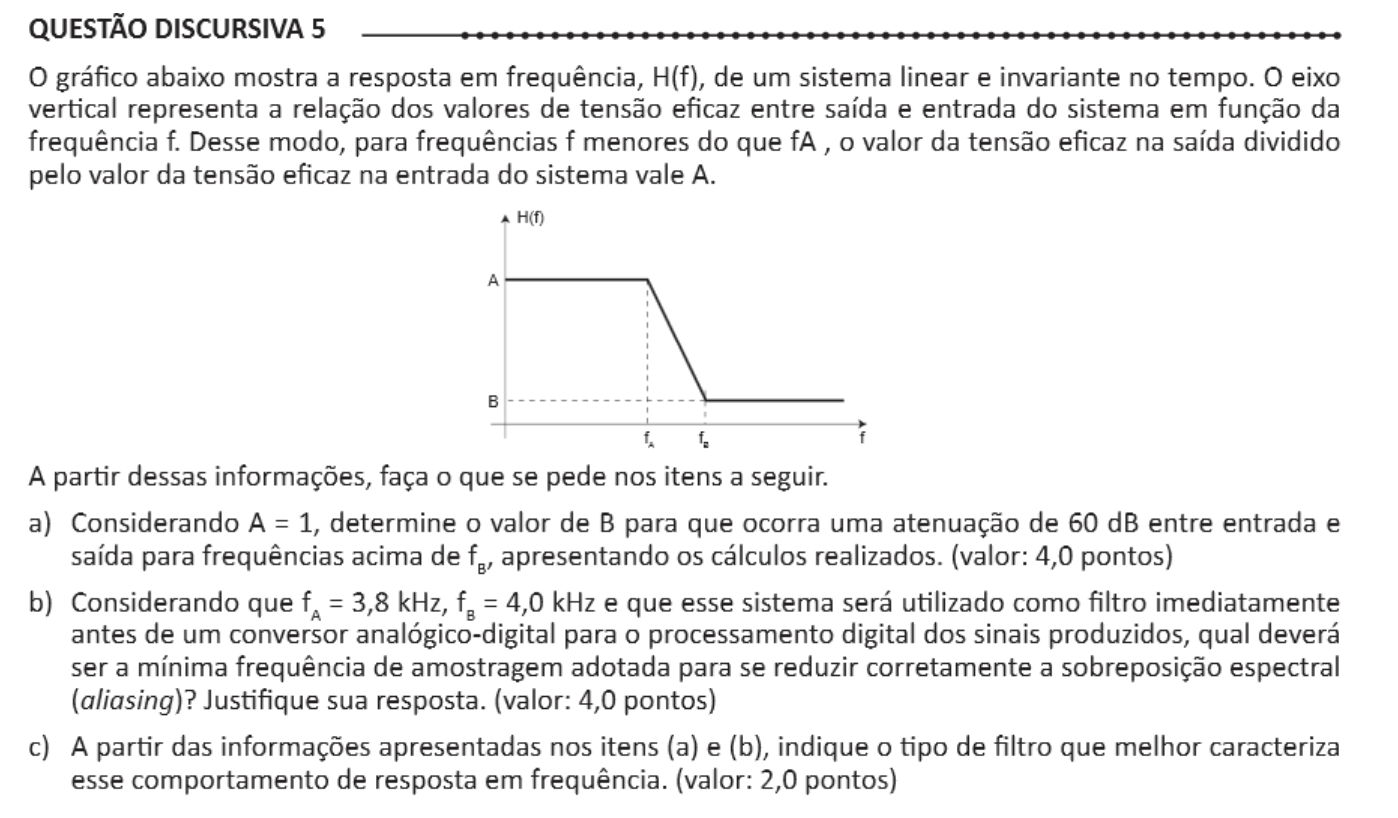 QUESTÃO DISCURSIVA 5
O gráfico abaixo mostra a resposta em frequência, H(f), de um sistema linear e invariante no tempo. O eixo
vertical representa a relação dos valores de tensão eficaz entre saída e entrada do sistema em função da
frequência f. Desse modo, para frequências f menores do que fA , o valor da tensão eficaz na saída dividido
pelo valor da tensão eficaz na entrada do sistema vale A.
H(f)
A
B
f_A f_B f
A partir dessas informações, faça o que se pede nos itens a seguir.
a) Considerando A = 1, determine o valor de B para que ocorra uma atenuação de 60 dB entre entrada e
saída para frequências acima de f_B, apresentando os cálculos realizados. (valor: 4,0 pontos)
b) Considerando que f_A = 3,8 kHz, f_B = 4,0 kHz e que esse sistema será utilizado como filtro imediatamente
antes de um conversor analógico-digital para o processamento digital dos sinais produzidos, qual deverá
ser a mínima frequência de amostragem adotada para se reduzir corretamente a sobreposição espectral
(aliasing)? Justifique sua resposta. (valor: 4,0 pontos)
c) A partir das informações apresentadas nos itens (a) e (b), indique o tipo de filtro que melhor caracteriza
esse comportamento de resposta em frequência. (valor: 2,0 pontos)